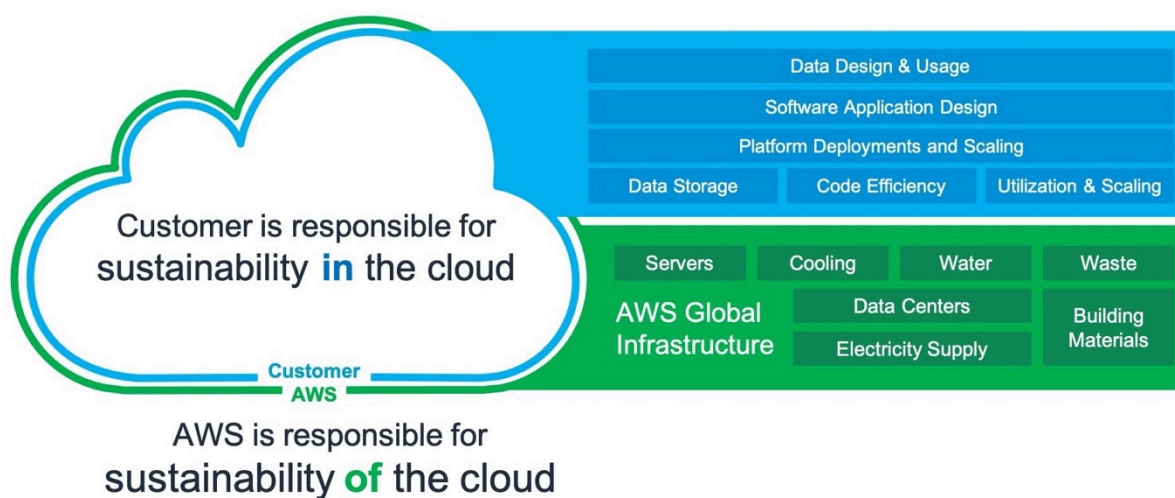 Customer is responsible for
sustainability in the cloud
Customer
AWS
AWS is responsible for
sustainability of the cloud
Data Design & Usage
Software Application Design
Platform Deployments and Scaling
Data Storage
Code Efficiency
Utilization & Scaling
Servers
Cooling
Water
Waste
AWS Global
Infrastructure
Data Centers
Electricity Supply
Building
Materials